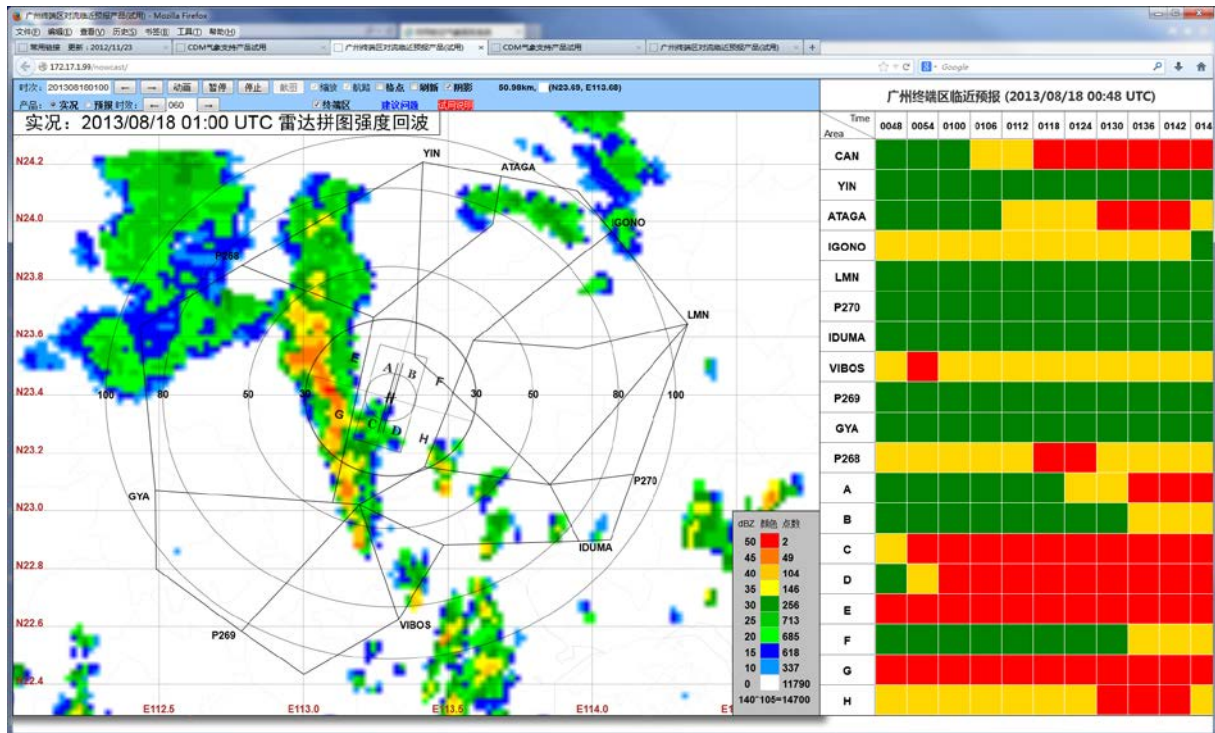 广州终端区对流临近预报产品(试用) - Mozilla Firefox
文件(F) 编辑(E) 查看(V) 历史(S) 书签(B) 工具(T) 帮助(H)
常用链接 更新:2012/11/23 CDM气象支持产品试用 广州终端区对流临近预报产品(试用) CDM气象支持产品试用 广州终端区对流临近预报产品(试用)
172.17.1.99/nowcast/ Google
时次: 201308180100 ← → 动画 暂停 停止 截图 缩放 航路 格点 刷新 阴影 50.98km, (N23.69, E113.68)
产品: 实况 预报 时效: ← 060 → 终端区 建议问题 试用说明
实况: 2013/08/18 01:00 UTC 雷达拼图强度回波
YIN
ATAGA
N24.2
N24.0
IGONO
P268
N23.8
LMN
N23.6
E
A
B
F
N23.4
100 80 50 30 30 50 80 100
G
C
D
H
N23.2
P270
GYA
N23.0
IDUMA
N22.8
N22.6
VIBOS
P269
N22.4
E112.5 E113.0 E113.5 E114.0
dBZ 颜色 点数
50 2
45 49
40 104
35 146
30 256
25 713
20 685
15 618
10 337
0 11790
140*105=14700
广州终端区临近预报 (2013/08/18 00:48 UTC)
Time
Area
0048 0054 0100 0106 0112 0118 0124 0130 0136 0142 014
CAN
YIN
ATAGA
IGONO
LMN
P270
IDUMA
VIBOS
P269
GYA
P268
A
B
C
D
E
F
G
H